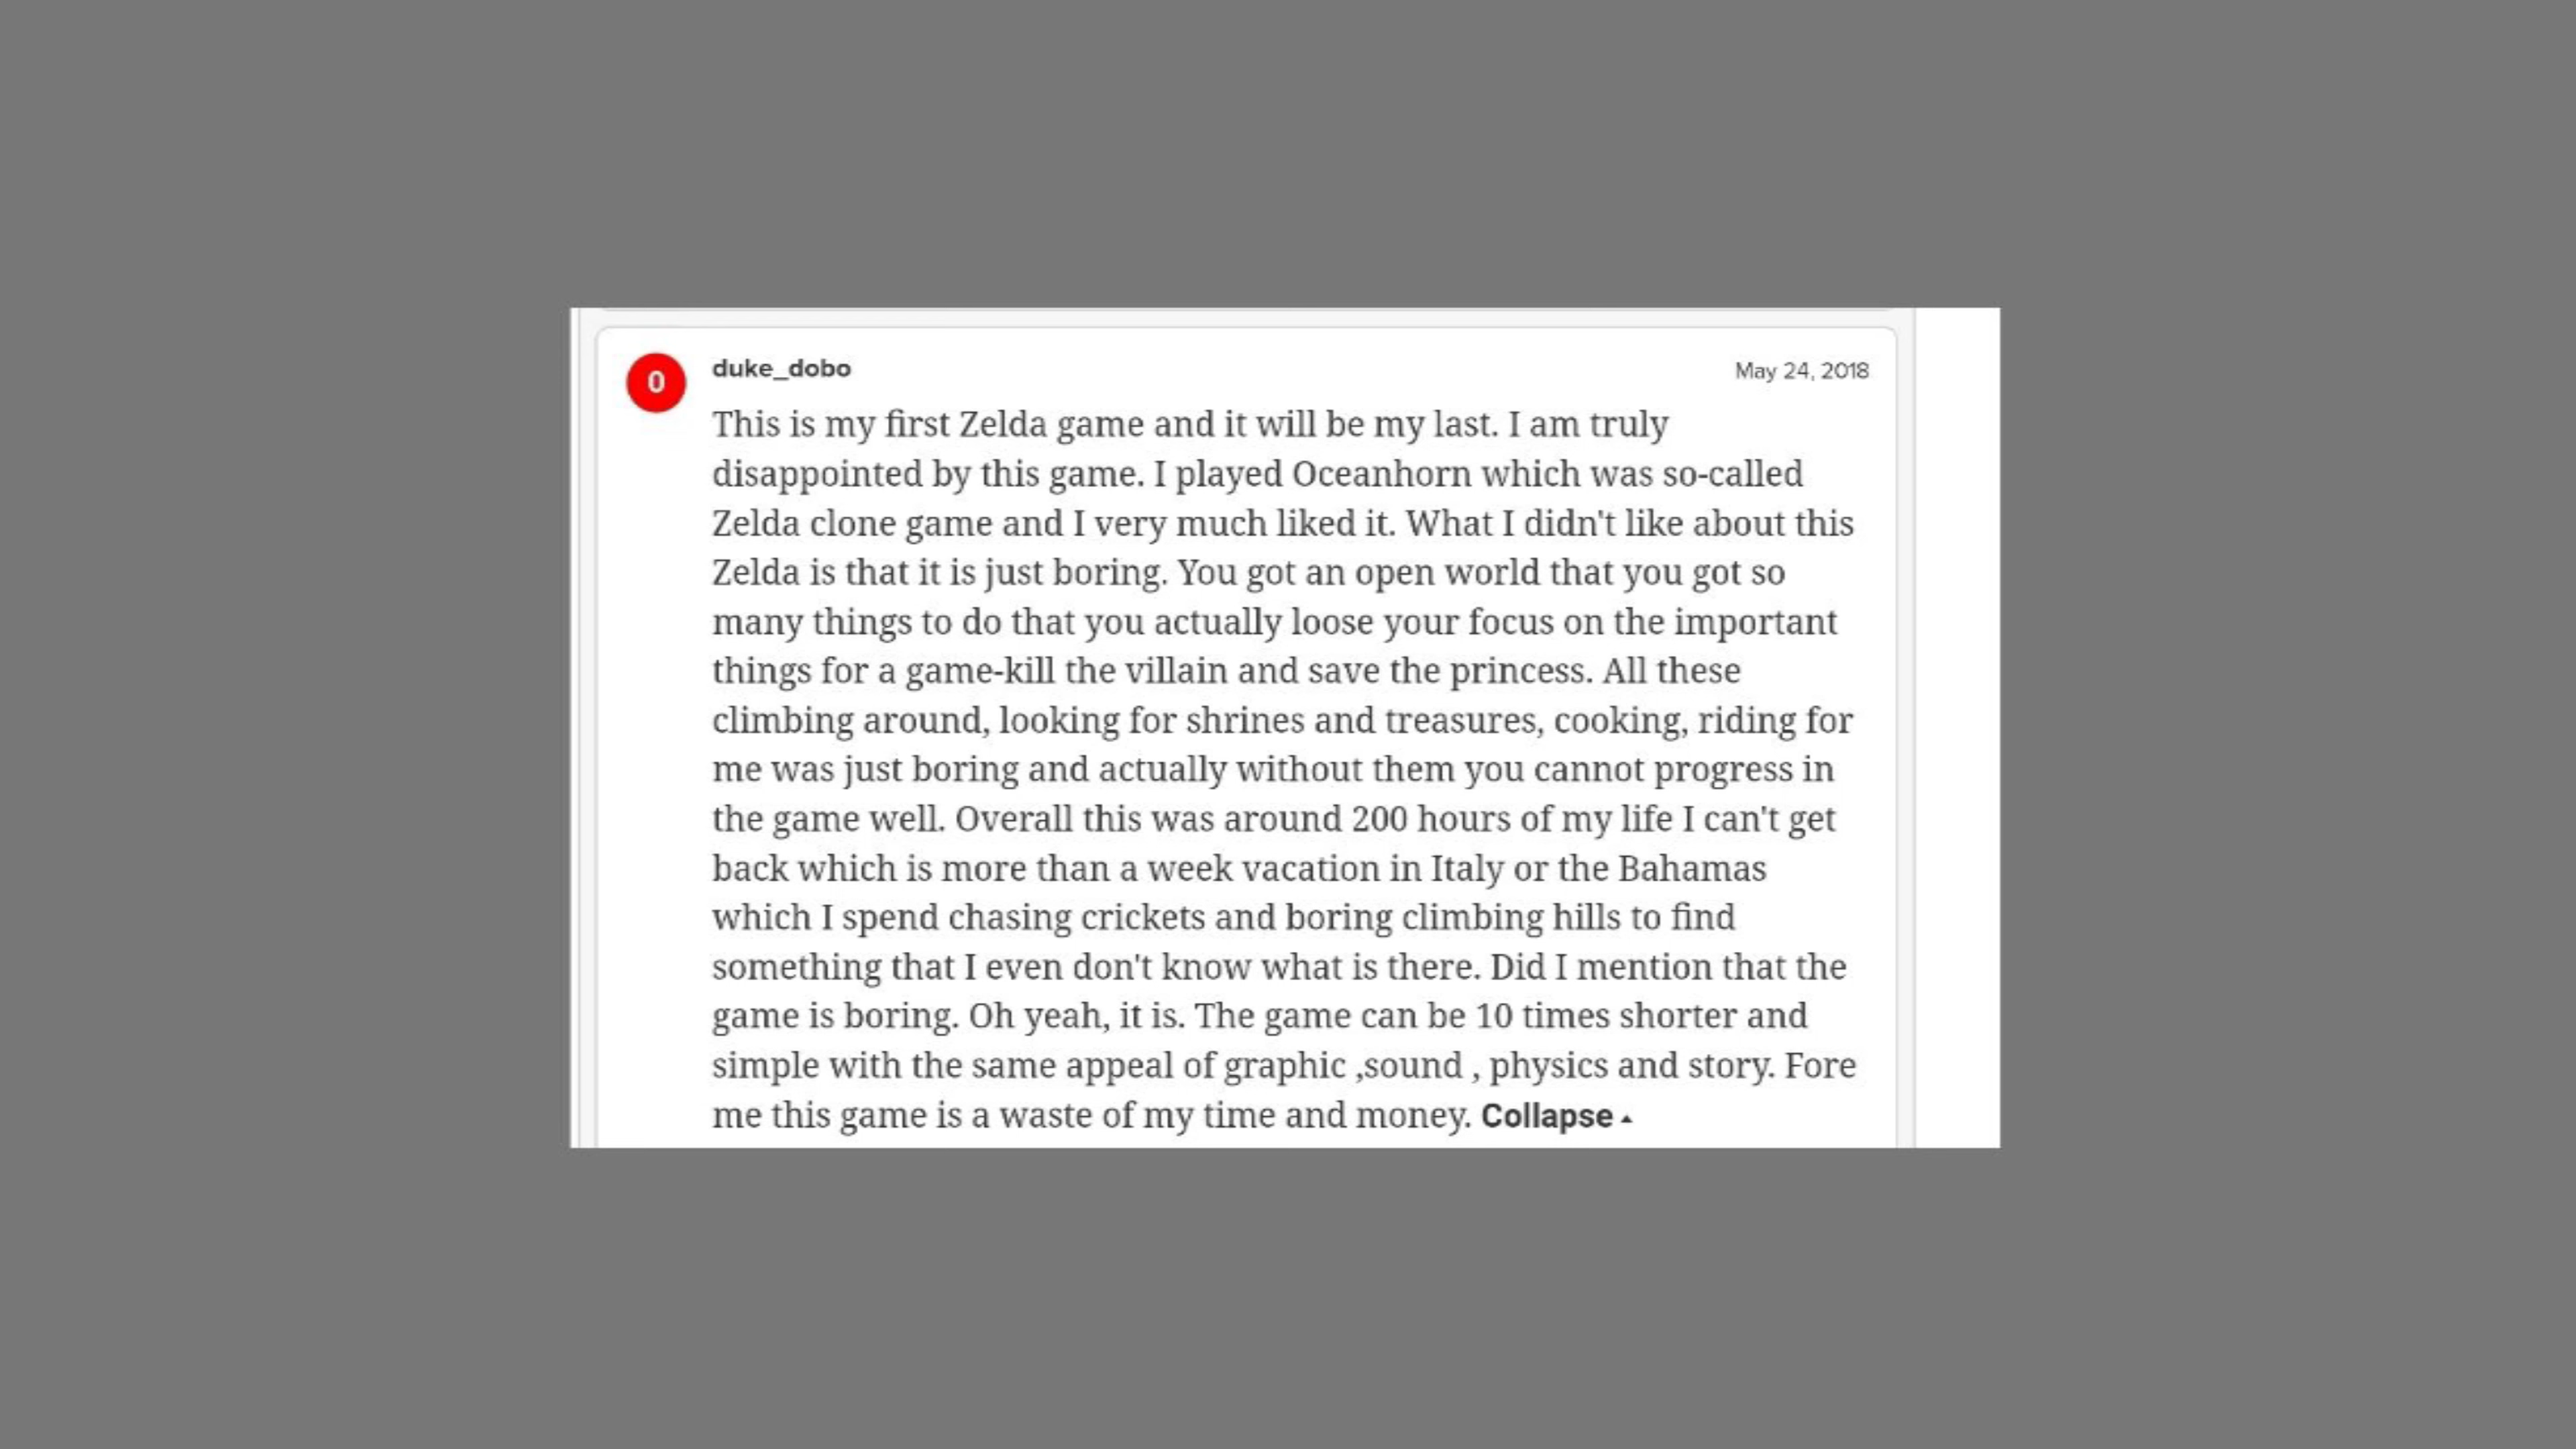 0
duke_dobo
May 24, 2018
This is my first Zelda game and it will be my last. I am truly
disappointed by this game. I played Oceanhorn which was so-called
Zelda clone game and I very much liked it. What I didn't like about this
Zelda is that it is just boring. You got an open world that you got so
many things to do that you actually loose your focus on the important
things for a game-kill the villain and save the princess. All these
climbing around, looking for shrines and treasures, cooking, riding for
me was just boring and actually without them you cannot progress in
the game well. Overall this was around 200 hours of my life I can't get
back which is more than a week vacation in Italy or the Bahamas
which I spend chasing crickets and boring climbing hills to find
something that I even don't know what is there. Did I mention that the
game is boring. Oh yeah, it is. The game can be 10 times shorter and
simple with the same appeal of graphic ,sound , physics and story. Fore
me this game is a waste of my time and money. Collapse